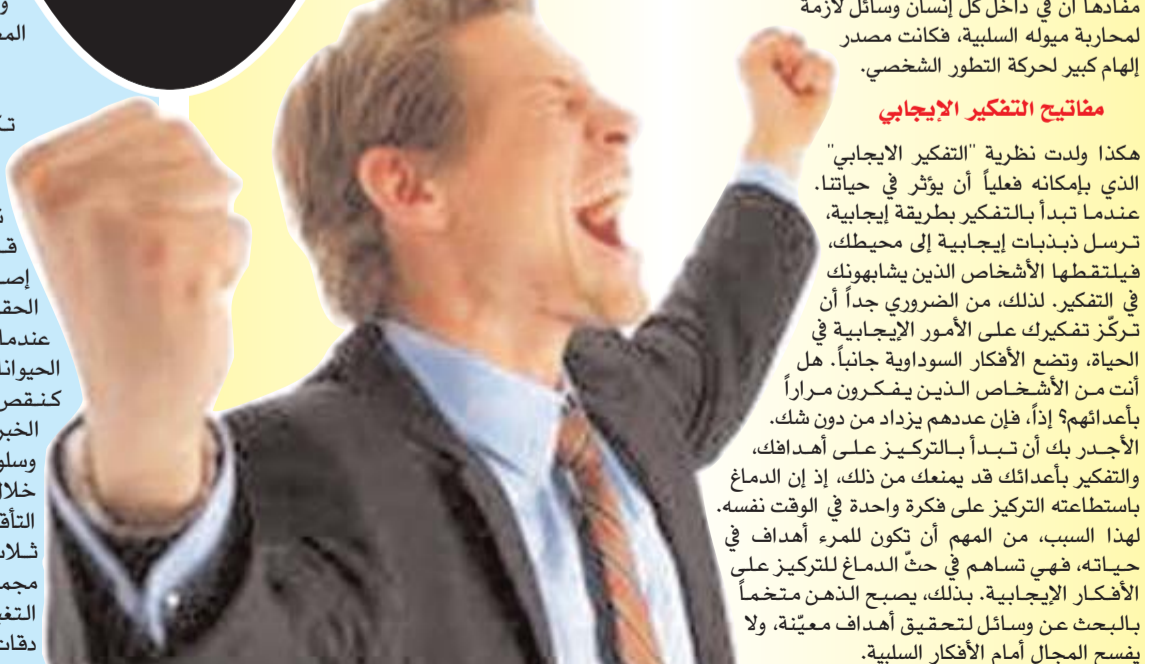 مفادها أن في داخل كل إنسان وسائل لازمة
لمحاربة ميوله السلبية، فكانت مصدر
إلهام كبير لحركة التطور الشخصي.
مفاتيح التفكير الإيجابي
هكذا ولدت نظرية "التفكير الايجابي"
الذي بإمكانه فعلياً أن يؤثر في حياتنا.
عندما تبدأ بالتفكير بطريقة إيجابية،
ترسل ذبذبات إيجابية إلى محيطك،
فيلتقطها الأشخاص الذين يشابهونك
في التفكير. لذلك، من الضروري جداً أن
تركّز تفكيرك على الأمور الإيجابية في
الحياة، وتضع الأفكار السوداوية جانباً. هل
أنت من الأشخاص الذين يفكرون مراراً
بأعدائهم؟ إذاً، فإن عددهم يزداد من دون شك.
الأجدر بك أن تبدأ بالتركيز على أهدافك،
والتفكير بأعدائك قد يمنعك من ذلك، إذ إن الدماغ
باستطاعته التركيز على فكرة واحدة في الوقت نفسه.
لهذا السبب، من المهم أن تكون للمرء أهداف في
حياته، فهي تساهم في حثّ الدماغ للتركيز على
الأفكار الإيجابية. بذلك، يصبح الذهن متخماً
بالبحث عن وسائل لتحقيق أهداف معيّنة، ولا
يفسح المجال أمام الأفكار السلبية.
عندما
كنقص
خلال
دقات